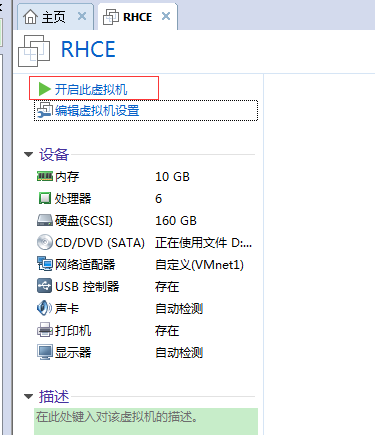 主页
RHCE
RHCE
开启此虚拟机
编辑虚拟机设置
设备
内存 10 GB
处理器 6
硬盘(SCSI) 160 GB
CD/DVD (SATA) 正在使用文件 D:...
网络适配器 自定义(VMnet1)
USB 控制器 存在
声卡 自动检测
打印机 存在
显示器 自动检测
描述
在此处键入对该虚拟机的描述。